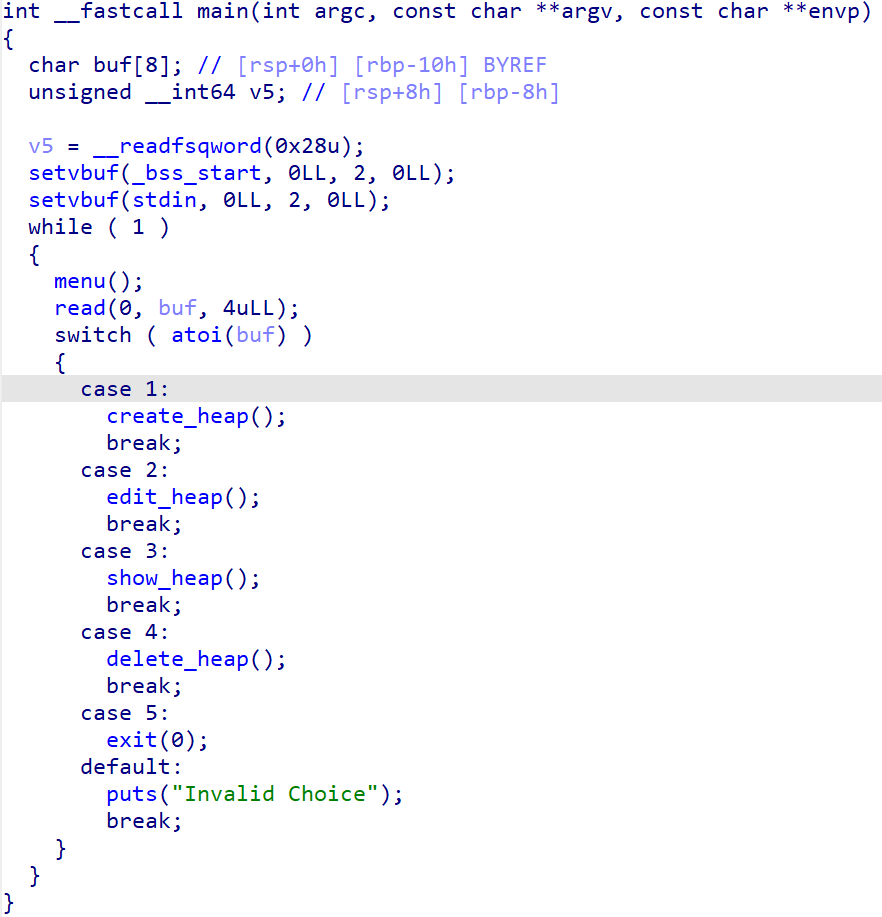 int __fastcall main(int argc, const char **argv, const char **envp)
{
  char buf[8]; // [rsp+0h] [rbp-10h] BYREF
  unsigned __int64 v5; // [rsp+8h] [rbp-8h]

  v5 = __readfsqword(0x28u);
  setvbuf(_bss_start, 0LL, 2, 0LL);
  setvbuf(stdin, 0LL, 2, 0LL);
  while ( 1 )
  {
    menu();
    read(0, buf, 4uLL);
    switch ( atoi(buf) )
    {
      case 1:
        create_heap();
        break;
      case 2:
        edit_heap();
        break;
      case 3:
        show_heap();
        break;
      case 4:
        delete_heap();
        break;
      case 5:
        exit(0);
      default:
        puts("Invalid Choice");
        break;
    }
  }
}